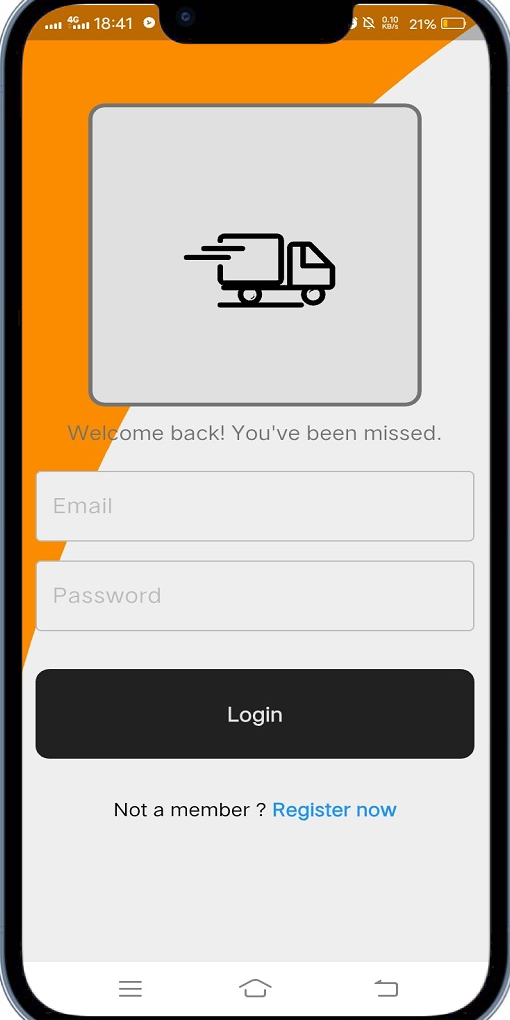 4G 18:41 0.10 KB/s 21%
Welcome back! You've been missed.
Email
Password
Login
Not a member ? Register now